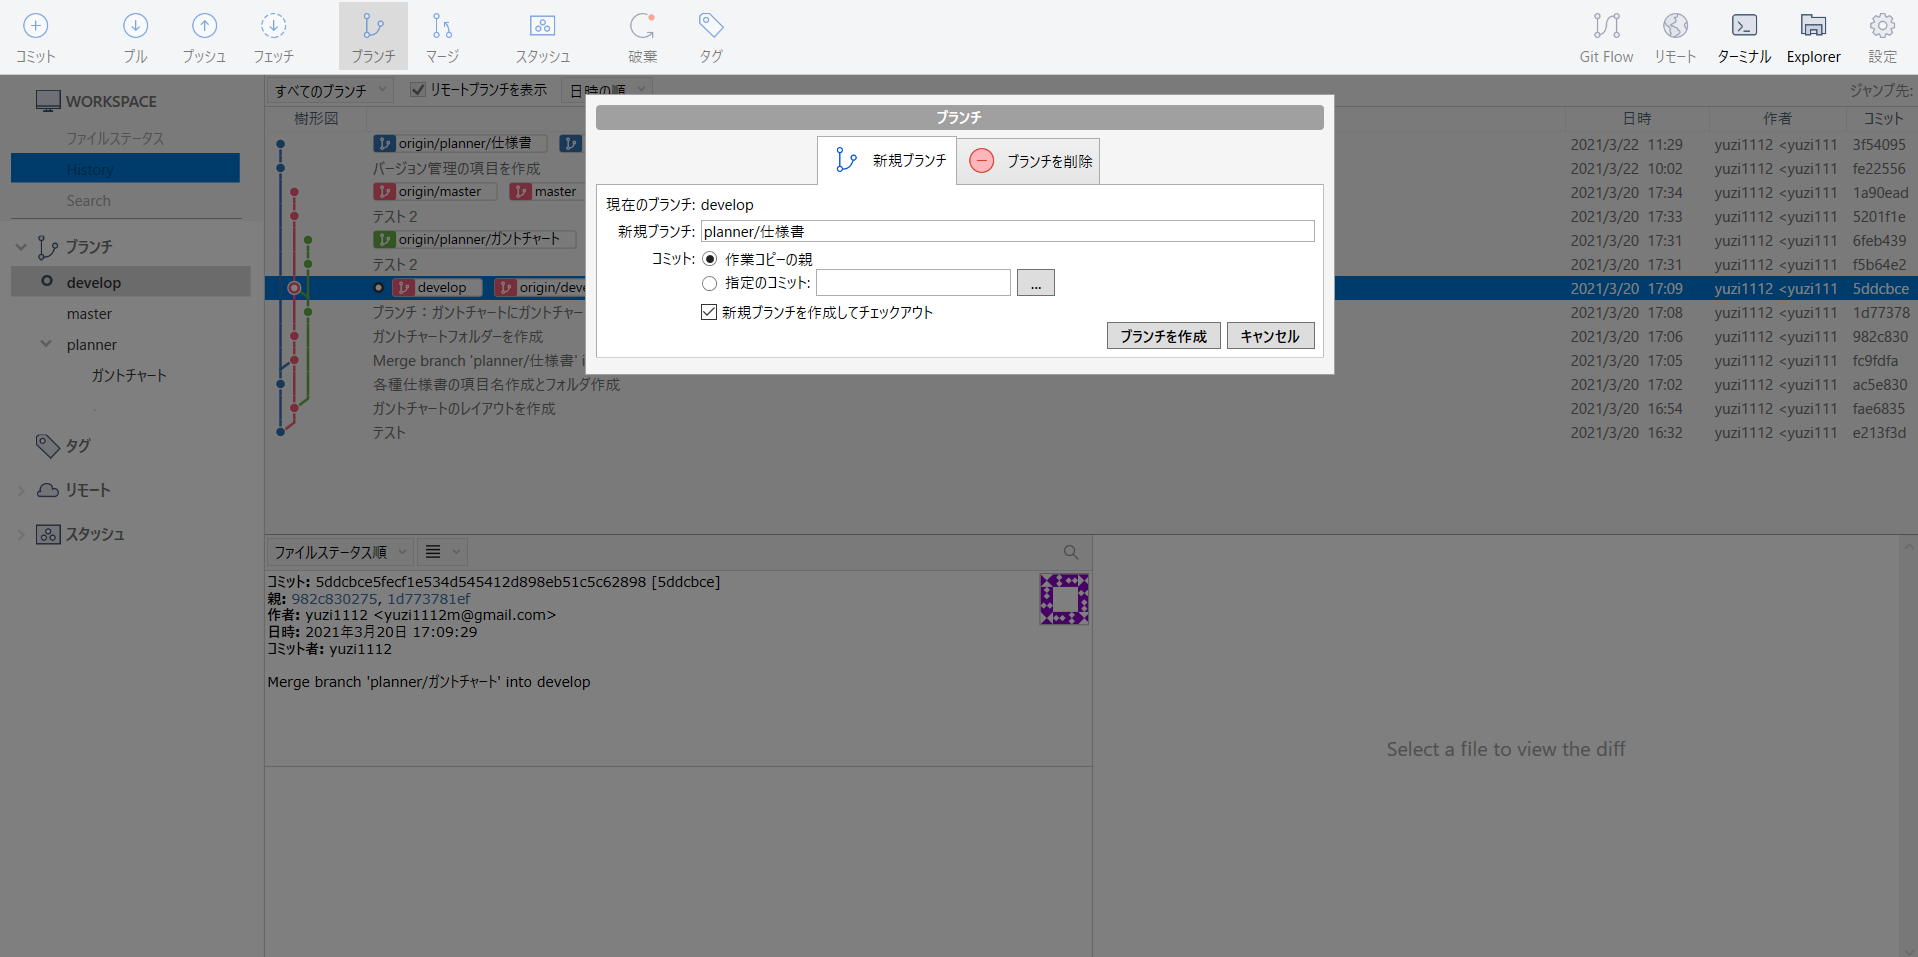 コミット プル プッシュ フェッチ ブランチ マージ スタッシュ 破棄 タグ Git Flow リモート ターミナル Explorer 設定
WORKSPACE
ファイルステータス
History
Search
ブランチ
develop
master
planner
ガントチャート
タグ
リモート
スタッシュ
すべてのブランチ リモートブランチを表示 日時の順 ジャンプ先:
樹形図 日時 作者 コミット
origin/planner/仕様書 2021/3/22 11:29 yuzi1112 <yuzi111 3f54095
バージョン管理の項目を作成 2021/3/22 10:02 yuzi1112 <yuzi111 fe22556
origin/master master 2021/3/20 17:34 yuzi1112 <yuzi111 1a90ead
テスト２ 2021/3/20 17:33 yuzi1112 <yuzi111 5201f1e
origin/planner/ガントチャート 2021/3/20 17:31 yuzi1112 <yuzi111 6feb439
テスト２ 2021/3/20 17:31 yuzi1112 <yuzi111 f5b64e2
develop origin/deve 2021/3/20 17:09 yuzi1112 <yuzi111 5ddcbce
ブランチ：ガントチャートにガントチャー 2021/3/20 17:08 yuzi1112 <yuzi111 1d77378
ガントチャートフォルダーを作成 2021/3/20 17:06 yuzi1112 <yuzi111 982c830
Merge branch 'planner/仕様書' i 2021/3/20 17:05 yuzi1112 <yuzi111 fc9fdfa
各種仕様書の項目名作成とフォルダ作成 2021/3/20 17:02 yuzi1112 <yuzi111 ac5e830
ガントチャートのレイアウトを作成 2021/3/20 16:54 yuzi1112 <yuzi111 fae6835
テスト 2021/3/20 16:32 yuzi1112 <yuzi111 e213f3d
ブランチ
新規ブランチ ブランチを削除
現在のブランチ: develop
新規ブランチ: planner/仕様書
コミット: 作業コピーの親
指定のコミット: ...
新規ブランチを作成してチェックアウト
ブランチを作成 キャンセル
ファイルステータス順
コミット: 5ddcbce5fecf1e534d545412d898eb51c5c62898 [5ddcbce]
親: 982c830275, 1d773781ef
作者: yuzi1112 <yuzi1112m@gmail.com>
日時: 2021年3月20日 17:09:29
コミット者: yuzi1112
Merge branch 'planner/ガントチャート' into develop
Select a file to view the diff